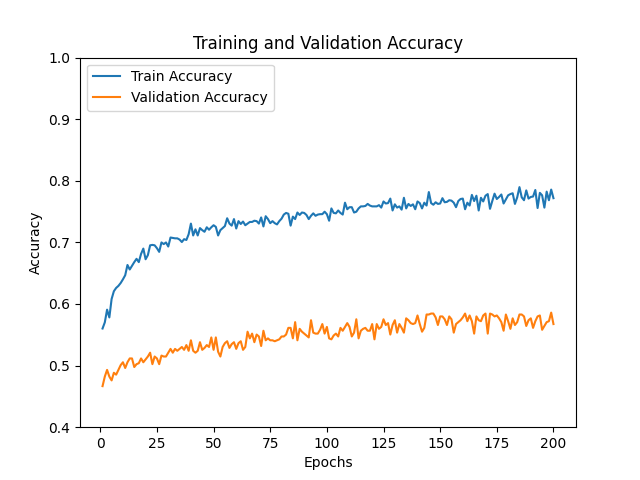 Training and Validation Accuracy
Train Accuracy
Validation Accuracy
1.0
0.9
0.8
0.7
0.6
0.5
0.4
Accuracy
0 25 50 75 100 125 150 175 200
Epochs